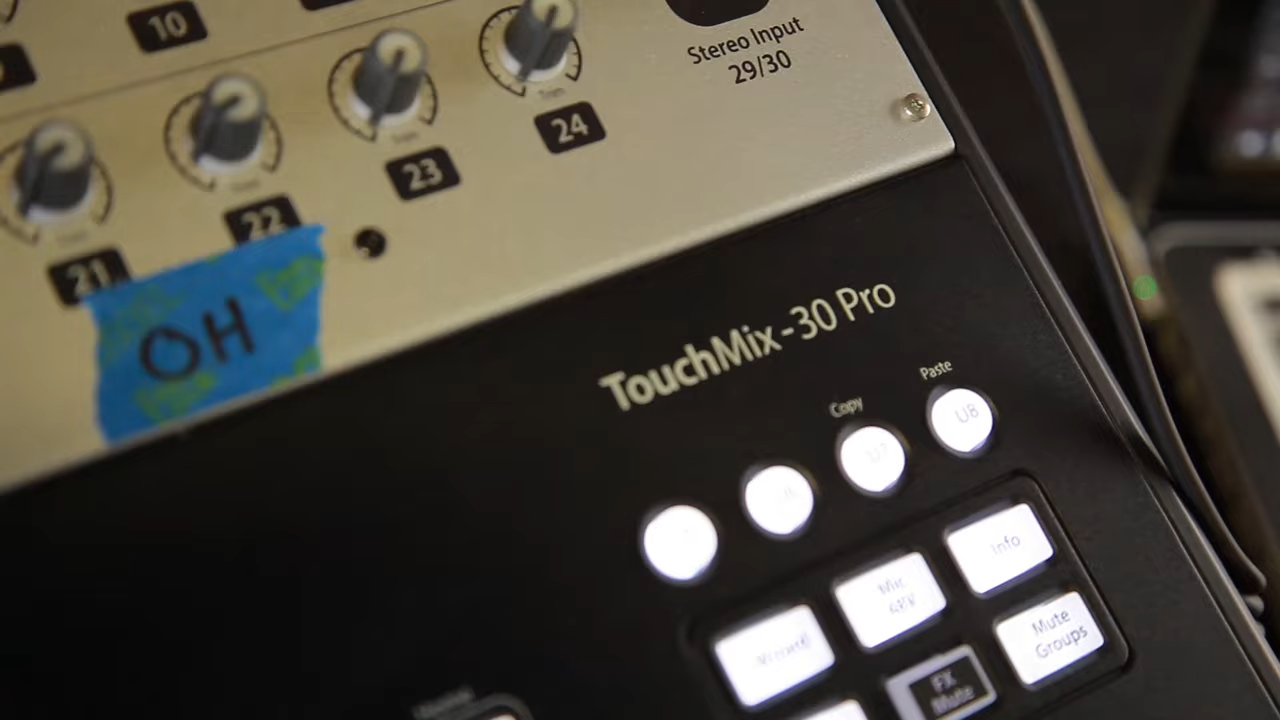 10
Stereo Input
29/30
24
23
22
21
OH
TouchMix-30 Pro
Paste
Copy
U8
U7
Info
Mute
Groups
FX
Mute